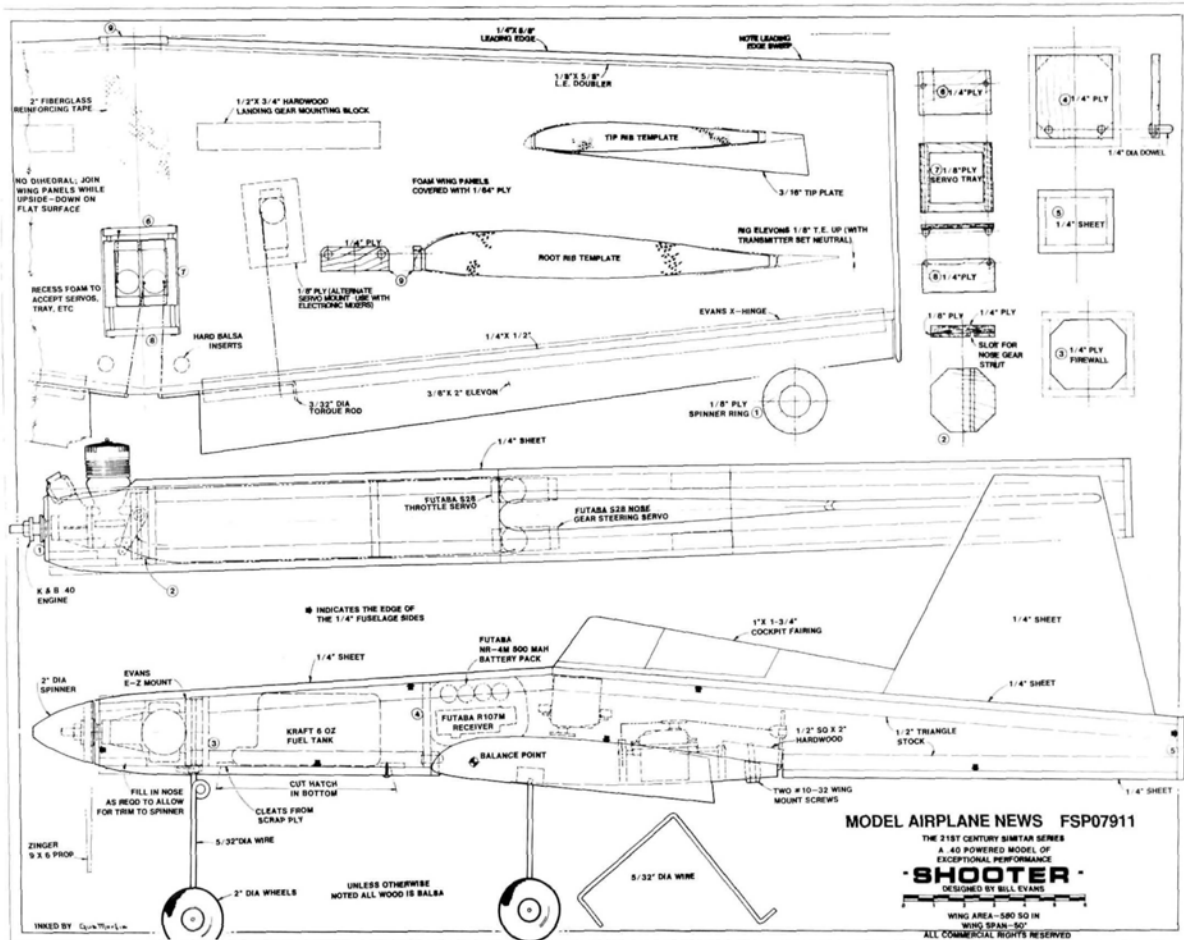 9
1/4" X 5/8"
LEADING EDGE
NOTE LEADING
EDGE SWEEP
1/8" X 5/8"
L.E. DOUBLER
2" FIBERGLASS
REINFORCING TAPE
1/2" X 3/4" HARDWOOD
LANDING GEAR MOUNTING BLOCK
TIP RIB TEMPLATE
3/16" TIP PLATE
NO DIHEDRAL; JOIN
WING PANELS WHILE
UPSIDE-DOWN ON
FLAT SURFACE
FOAM WING PANELS
COVERED WITH 1/64" PLY
6
7
8
1/4" PLY
ROOT RIB TEMPLATE
9
RIG ELEVONS 1/8" T.E. UP (WITH
TRANSMITTER SET NEUTRAL)
RECESS FOAM TO
ACCEPT SERVOS,
TRAY, ETC
1/8" PLY (ALTERNATE
SERVO MOUNT-USE WITH
ELECTRONIC MIXERS)
HARD BALSA
INSERTS
EVANS X-HINGE
1/4" X 1/2"
3/32" DIA
TORQUE ROD
3/8" X 2" ELEVON
1/8" PLY
SPINNER RING 1
6 1/4" PLY
4 1/4" PLY
1/4" DIA DOWEL
7 1/8" PLY
SERVO TRAY
5
1/4" SHEET
8 1/4" PLY
1/8" PLY
1/4" PLY
SLOT FOR
NOSE GEAR
STRUT
3 1/4" PLY
FIREWALL
2
1/4" SHEET
FUTABA S28
THROTTLE SERVO
FUTABA S28 NOSE
GEAR STEERING SERVO
1
K & B 40
ENGINE
2
INDICATES THE EDGE OF
THE 1/4" FUSELAGE SIDES
1" X 1-3/4"
COCKPIT FAIRING
1/4" SHEET
FUTABA
NR-4M 500 MAH
BATTERY PACK
1/4" SHEET
EVANS
E-Z MOUNT
2" DIA
SPINNER
1/4" SHEET
4
FUTABA R107M
RECEIVER
KRAFT 6 OZ
FUEL TANK
3
BALANCE POINT
1/2" SQ X 2"
HARDWOOD
1/2" TRIANGLE
STOCK
5
FILL IN NOSE
AS REQD TO ALLOW
FOR TRIM TO SPINNER
CUT HATCH
IN BOTTOM
CLEATS FROM
SCRAP PLY
TWO #10-32 WING
MOUNT SCREWS
1/4" SHEET
ZINGER
9 X 6 PROP
5/32" DIA WIRE
2" DIA WHEELS
UNLESS OTHERWISE
NOTED ALL WOOD IS BALSA
5/32" DIA WIRE
MODEL AIRPLANE NEWS FSP07911
THE 21ST CENTURY SIMITAR SERIES
A .40 POWERED MODEL OF
EXCEPTIONAL PERFORMANCE
-SHOOTER-
DESIGNED BY BILL EVANS
WING AREA-580 SQ IN
WING SPAN-50"
ALL COMMERCIAL RIGHTS RESERVED
INKED BY